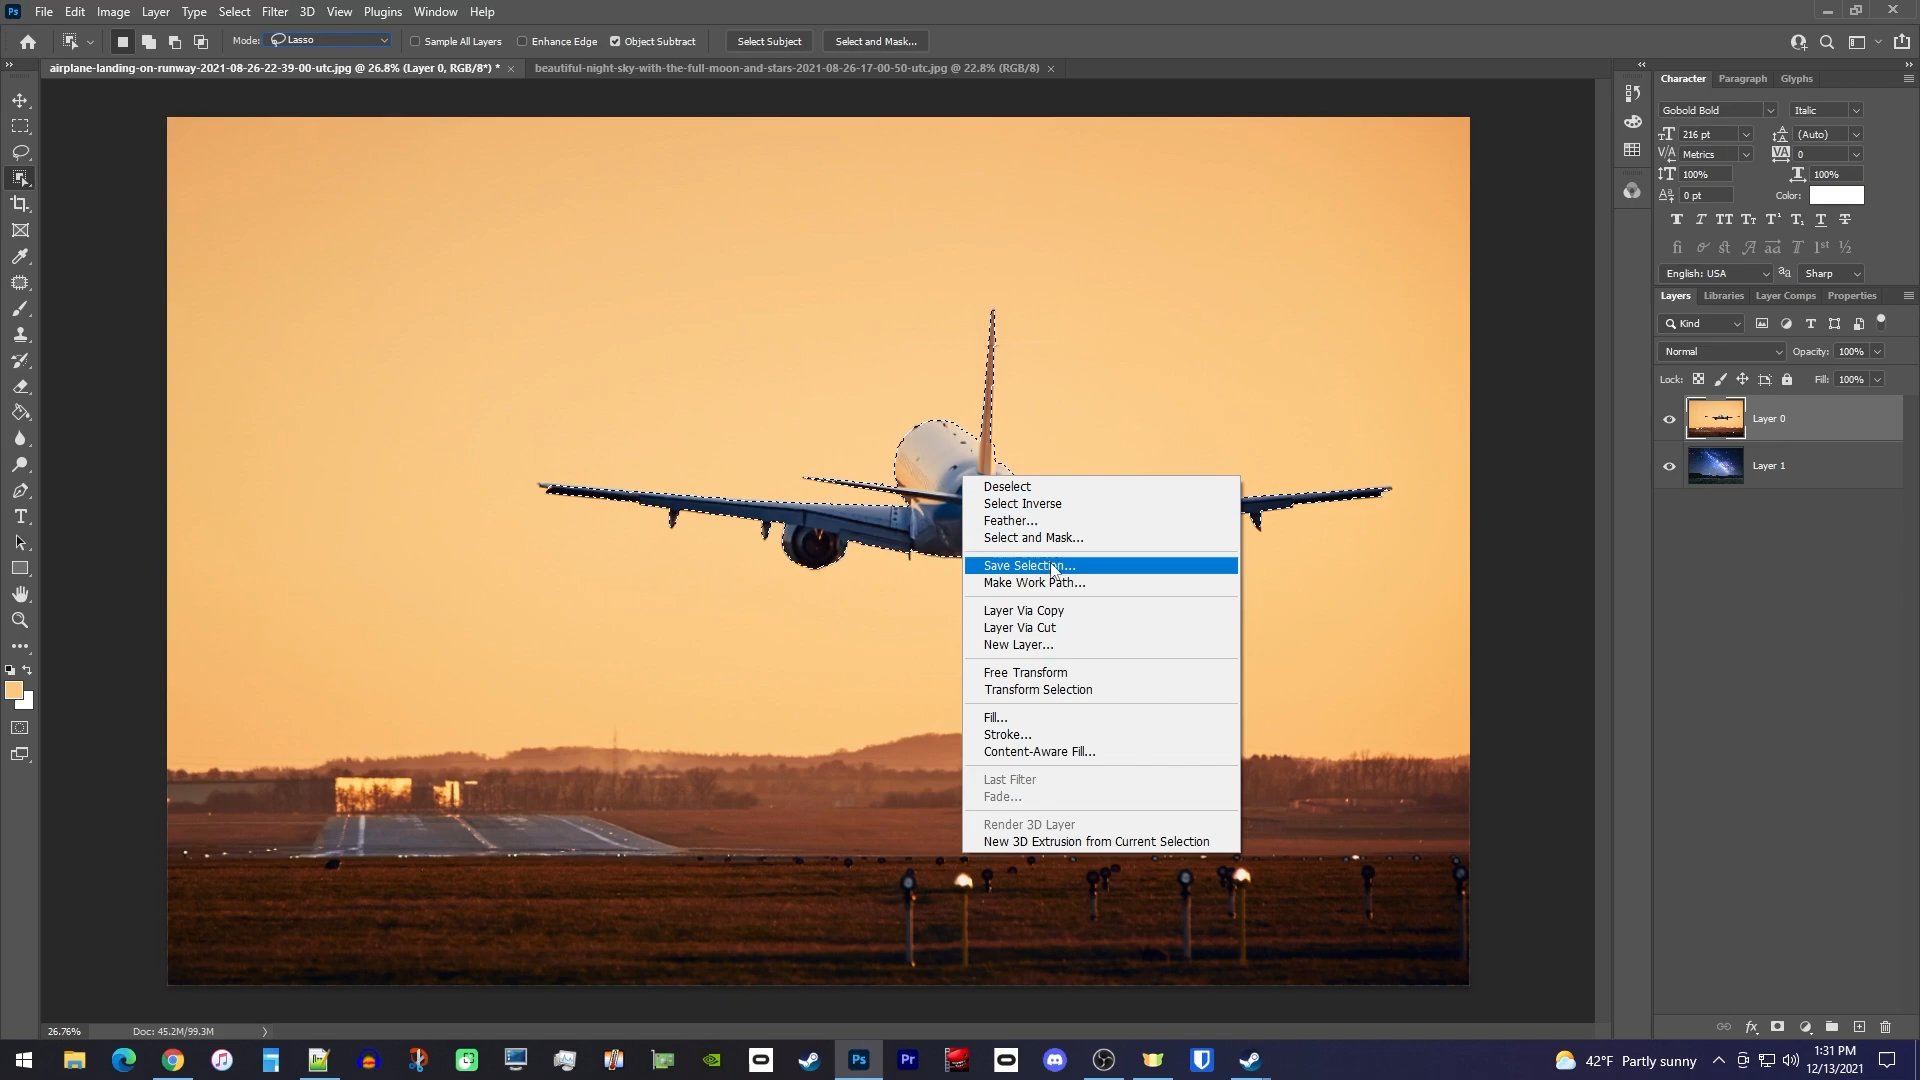 Ps File Edit Image Layer Type Select Filter 3D View Plugins Window Help
Mode: Lasso Sample All Layers Enhance Edge Object Subtract Select Subject Select and Mask...
airplane-landing-on-runway-2021-08-26-22-39-00-utc.jpg @ 26.8% (Layer 0, RGB/8*) * × beautiful-night-sky-with-the-full-moon-and-stars-2021-08-26-17-00-50-utc.jpg @ 22.8% (RGB/8) ×
Character Paragraph Glyphs
Gobold Bold Italic
216 pt (Auto)
Metrics 0
100% 100%
0 pt Color:
English: USA Sharp
Layers Libraries Layer Comps Properties
Kind
Normal Opacity: 100%
Lock: Fill: 100%
Layer 0
Layer 1
Deselect
Select Inverse
Feather...
Select and Mask...
Save Selection...
Make Work Path...
Layer Via Copy
Layer Via Cut
New Layer...
Free Transform
Transform Selection
Fill...
Stroke...
Content-Aware Fill...
Last Filter
Fade...
Render 3D Layer
New 3D Extrusion from Current Selection
26.76% Doc: 45.2M/99.3M
Ps Pr 42°F Partly sunny 1:31 PM
12/13/2021